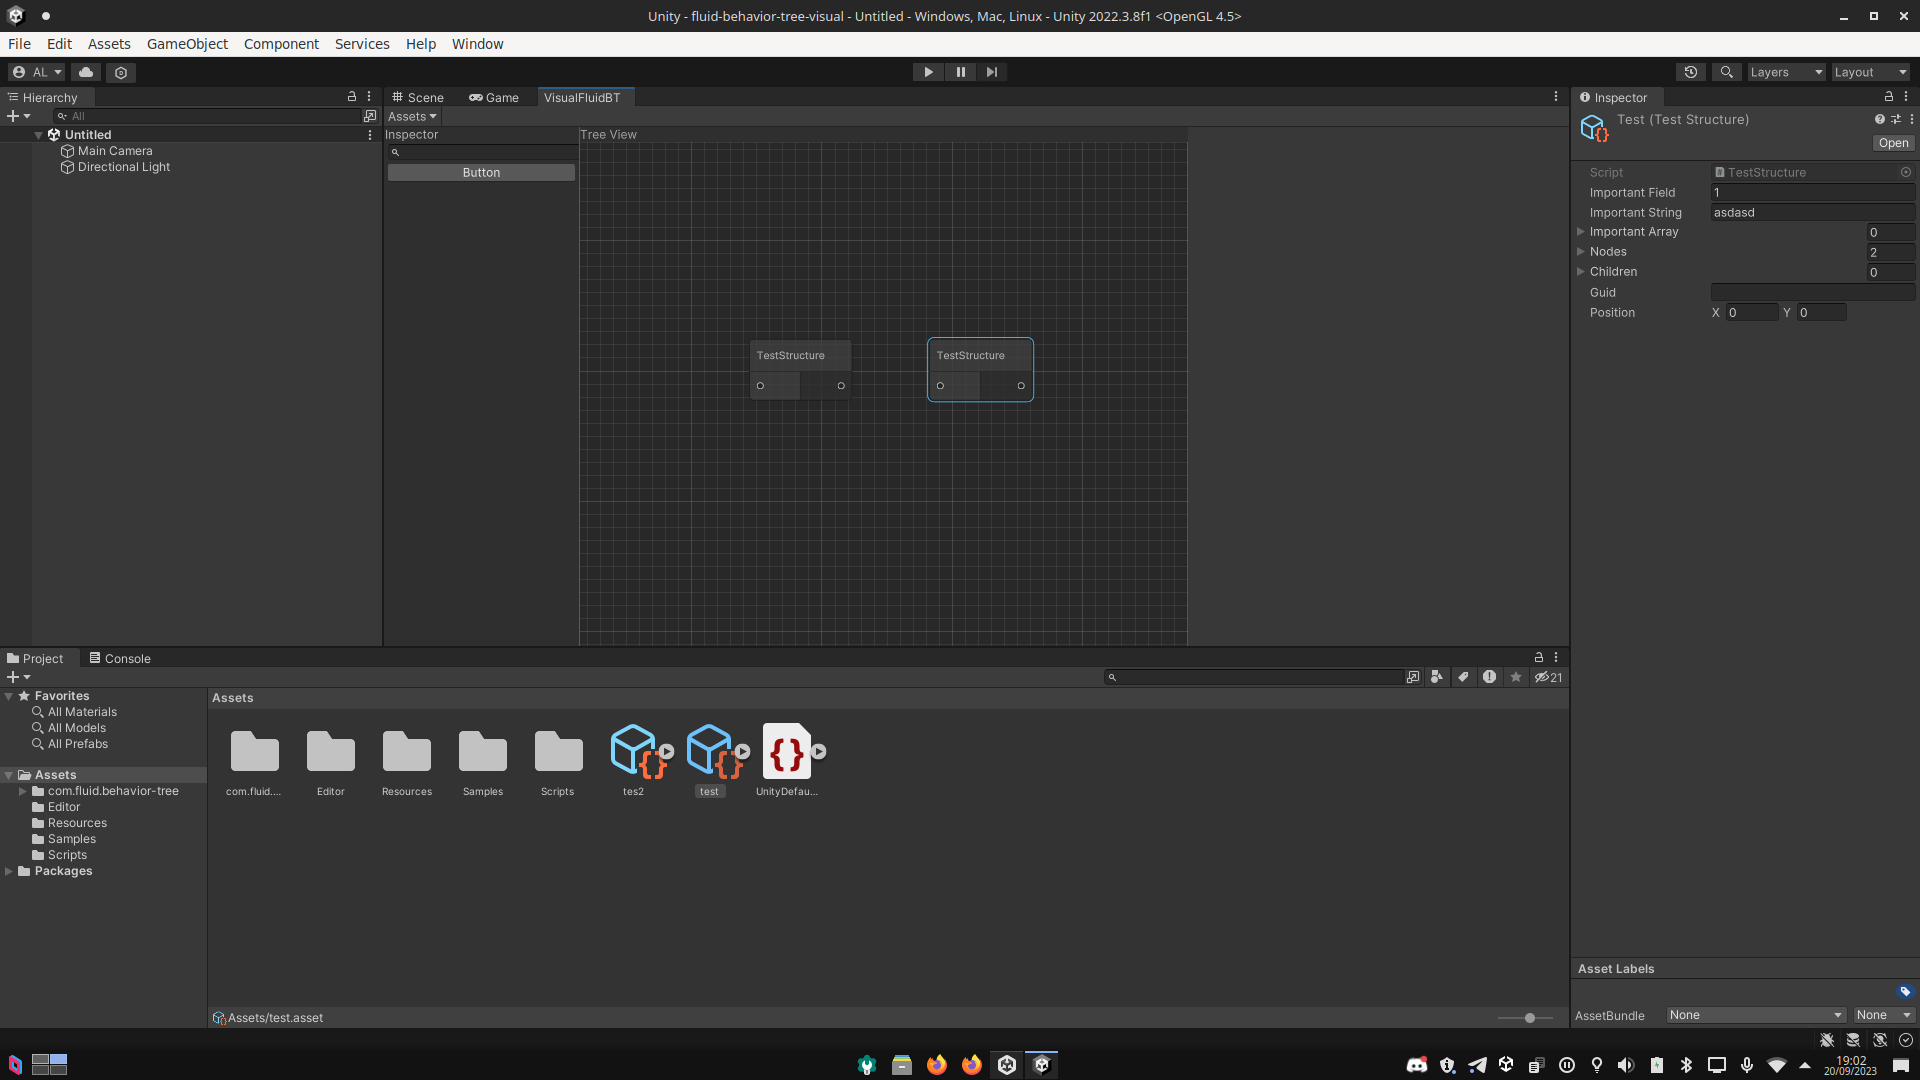 Unity - fluid-behavior-tree-visual - Untitled - Windows, Mac, Linux - Unity 2022.3.8f1 <OpenGL 4.5>
File Edit Assets GameObject Component Services Help Window
AL
Layers
Layout
Hierarchy
All
Untitled
Main Camera
Directional Light
Scene
Game
VisualFluidBT
Assets
Inspector
Button
Tree View
TestStructure
TestStructure
Inspector
Test (Test Structure)
Open
Script TestStructure
Important Field 1
Important String asdasd
Important Array 0
Nodes 2
Children 0
Guid
Position X 0 Y 0
Project
Console
21
Favorites
All Materials
All Models
All Prefabs
Assets
com.fluid.behavior-tree
Editor
Resources
Samples
Scripts
Packages
Assets
com.fluid....
Editor
Resources
Samples
Scripts
tes2
test
UnityDefau...
Assets/test.asset
Asset Labels
AssetBundle None None
19:02
20/09/2023